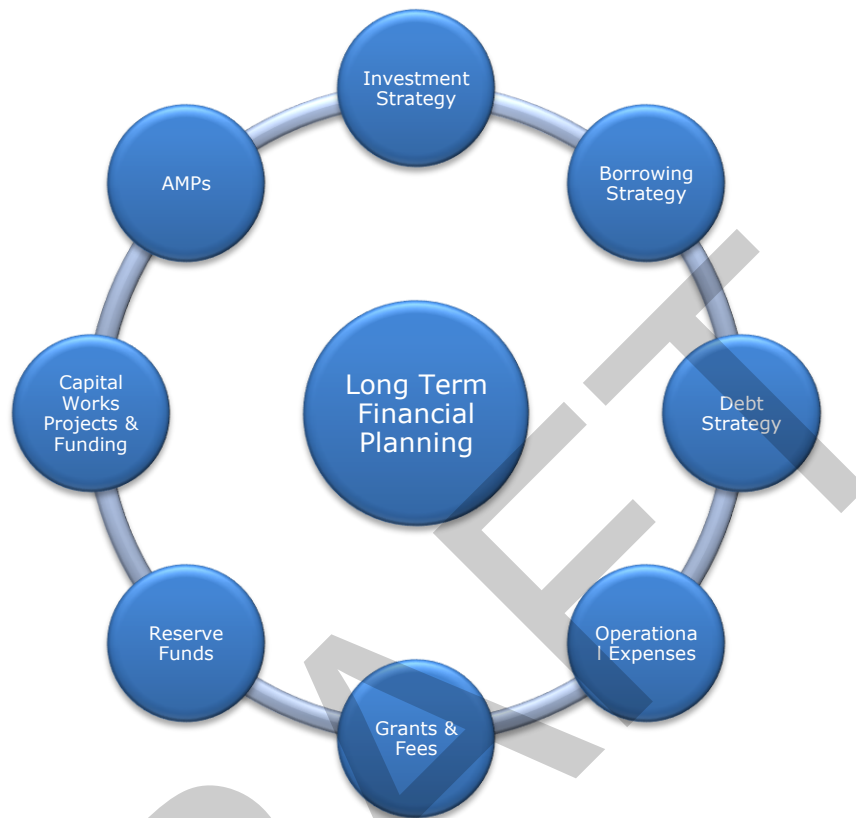 Investment
Strategy
Borrowing
Strategy
AMPs
Long Term
Financial
Planning
Capital
Works
Projects &
Funding
Debt
Strategy
Reserve
Funds
Operationa
l Expenses
Grants &
Fees
DRAFT